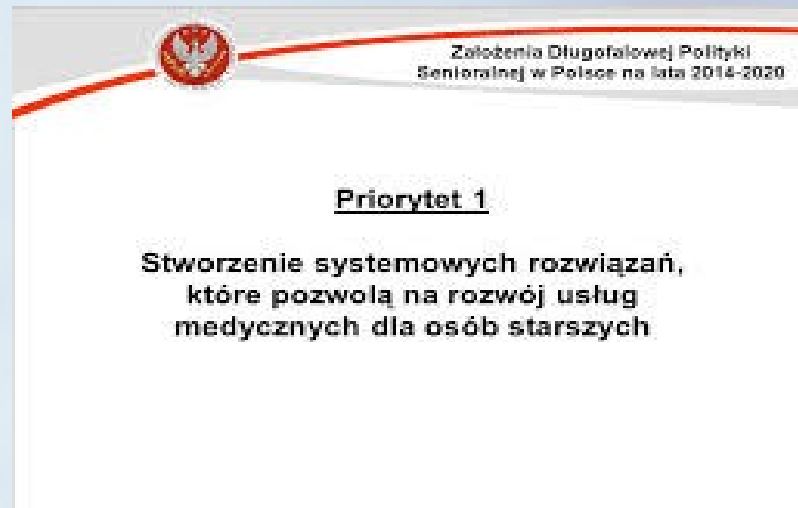 Założenia Długofalowej Polityki
Senioralnej w Polsce na lata 2014-2020
Priorytet 1
Stworzenie systemowych rozwiązań,
które pozwolą na rozwój usług
medycznych dla osób starszych